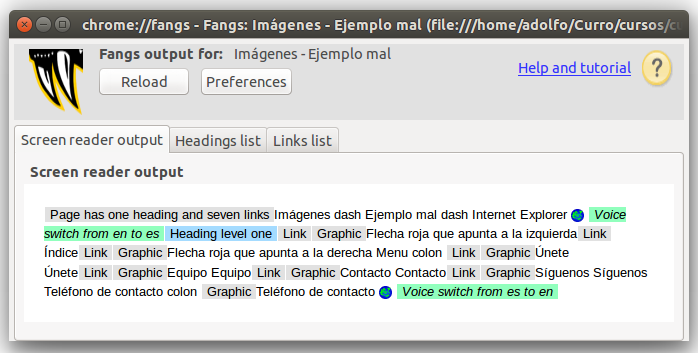 chrome://fangs - Fangs: Imágenes - Ejemplo mal (file:///home/adolfo/Curro/cursos/
Fangs output for: Imágenes - Ejemplo mal
Reload Preferences Help and tutorial ?
Screen reader output Headings list Links list
Screen reader output
Page has one heading and seven links Imágenes dash Ejemplo mal dash Internet Explorer Voice
switch from en to es Heading level one Link Graphic Flecha roja que apunta a la izquierda Link
Índice Link Graphic Flecha roja que apunta a la derecha Menu colon Link Graphic Únete
Únete Link Graphic Equipo Equipo Link Graphic Contacto Contacto Link Graphic Síguenos Síguenos
Teléfono de contacto colon Graphic Teléfono de contacto Voice switch from es to en